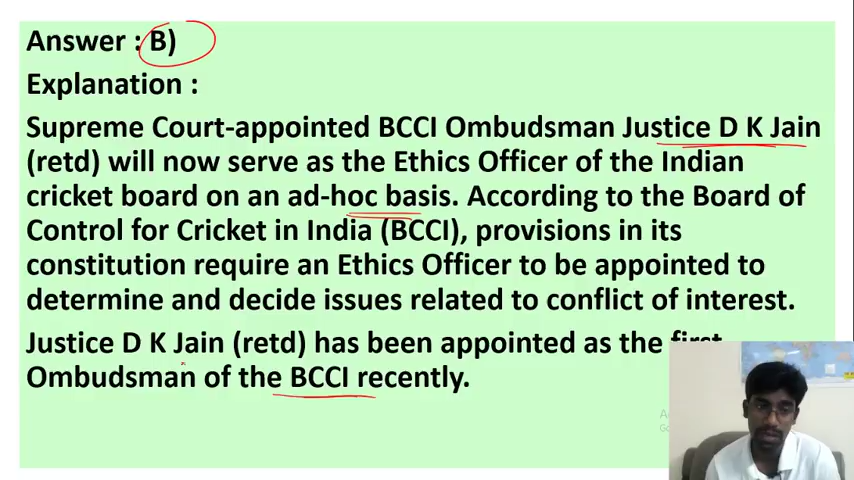 Answer : B)
Explanation :
Supreme Court-appointed BCCI Ombudsman Justice D K Jain
(retd) will now serve as the Ethics Officer of the Indian
cricket board on an ad-hoc basis. According to the Board of
Control for Cricket in India (BCCI), provisions in its
constitution require an Ethics Officer to be appointed to
determine and decide issues related to conflict of interest.
Justice D K Jain (retd) has been appointed as the first
Ombudsman of the BCCI recently.